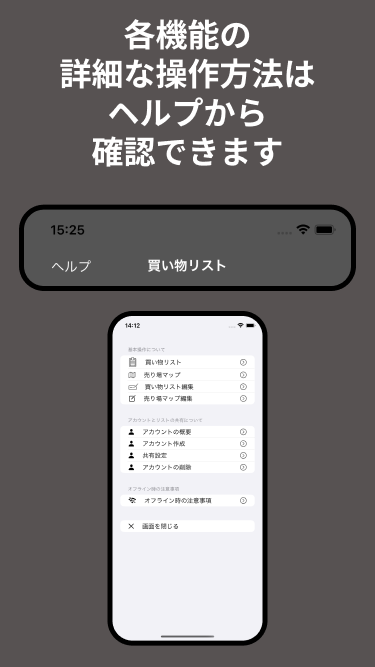 各機能の
詳細な操作方法は
ヘルプから
確認できます
15:25
ヘルプ 買い物リスト
14:12
基本操作について
買い物リスト
売り場マップ
買い物リスト編集
売り場マップ編集
アカウントとリストの共有について
アカウントの概要
アカウント作成
共有設定
アカウントの削除
オフライン時の注意事項
オフライン時の注意事項
画面を閉じる